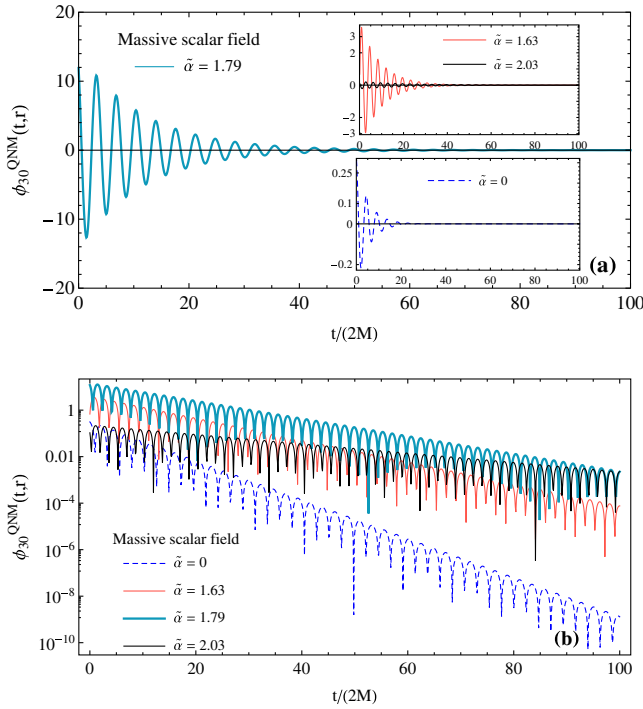 (a)
Massive scalar field
α̃ = 1.79
ϕ₃₀^QNM(t,r)
20
10
0
−10
−20
0 20 40 60 80 100
t/(2M)
α̃ = 1.63
α̃ = 2.03
3
2
1
0
−1
−2
−3
0 20 40 60 80 100
α̃ = 0
0.25
0.1
0
−0.2
0 20 40 60 80 100
(a)
ϕ₃₀^QNM(t,r)
1
0.01
10⁻⁴
10⁻⁶
10⁻⁸
10⁻¹⁰
Massive scalar field
α̃ = 0
α̃ = 1.63
α̃ = 1.79
α̃ = 2.03
(b)
0 20 40 60 80 100
t/(2M)